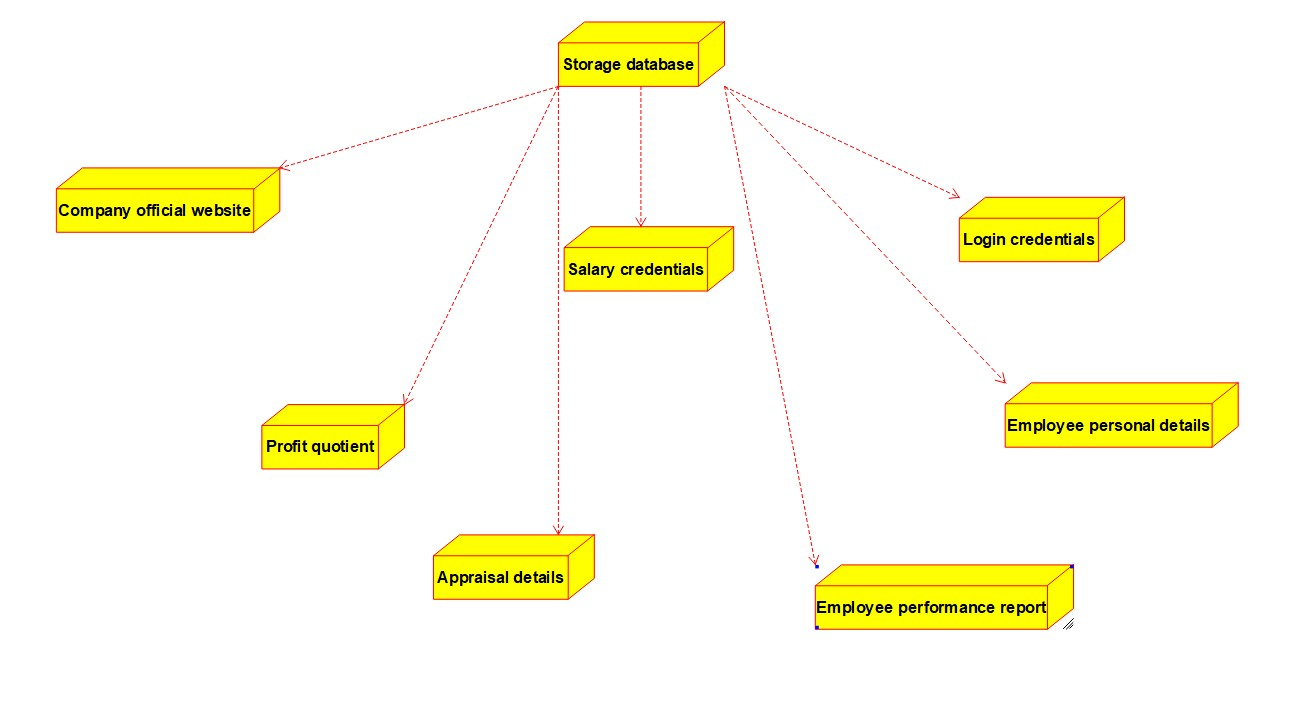 Storage database
Company official website
Salary credentials
Login credentials
Profit quotient
Employee personal details
Appraisal details
Employee performance report